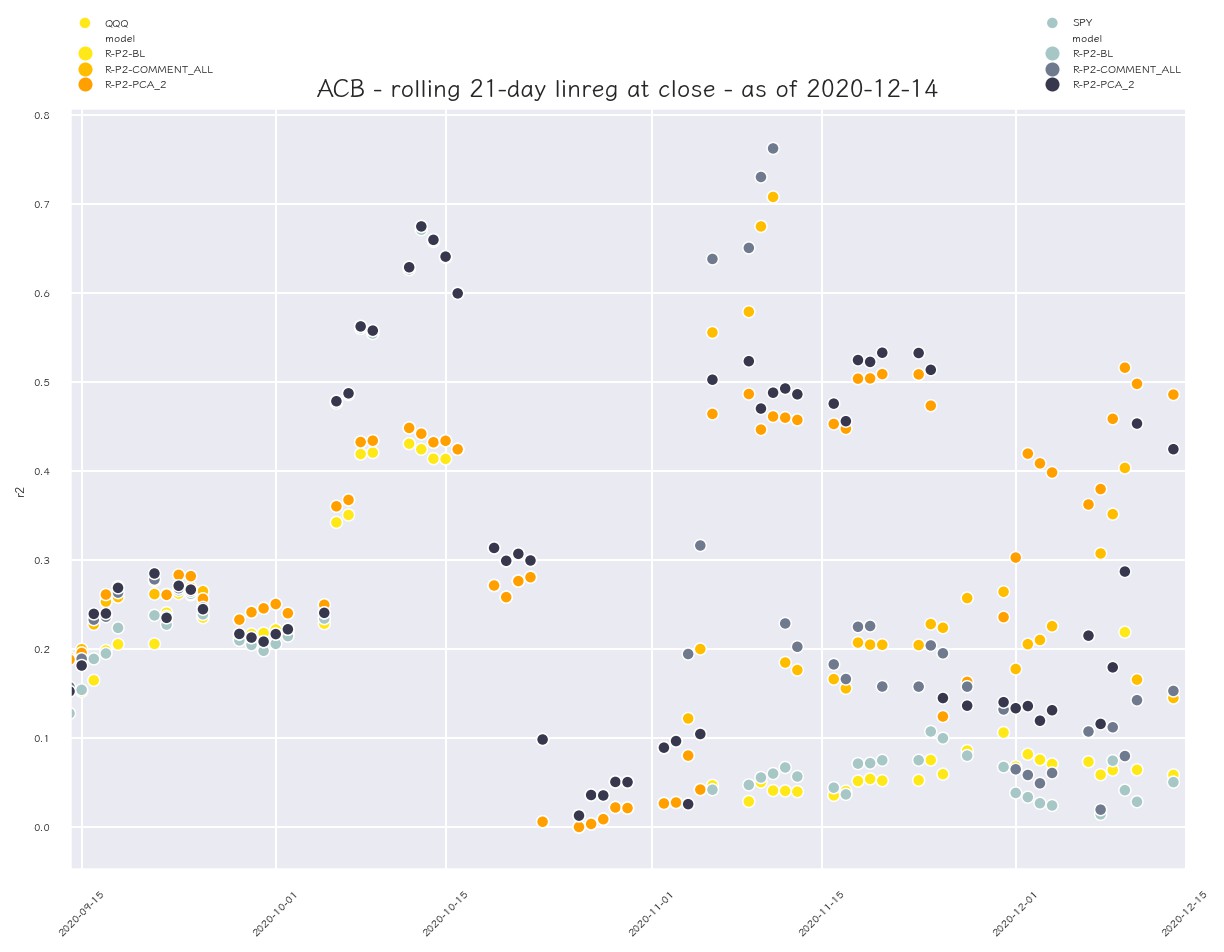 QQQ
model
R-P2-BL
R-P2-COMMENT_ALL
R-P2-PCA_2
SPY
model
R-P2-BL
R-P2-COMMENT_ALL
R-P2-PCA_2
ACB - rolling 21-day linreg at close - as of 2020-12-14
0.8
0.7
0.6
0.5
0.4
0.3
0.2
0.1
0.0
r2
2020-09-15
2020-10-01
2020-10-15
2020-11-01
2020-11-15
2020-12-01
2020-12-15